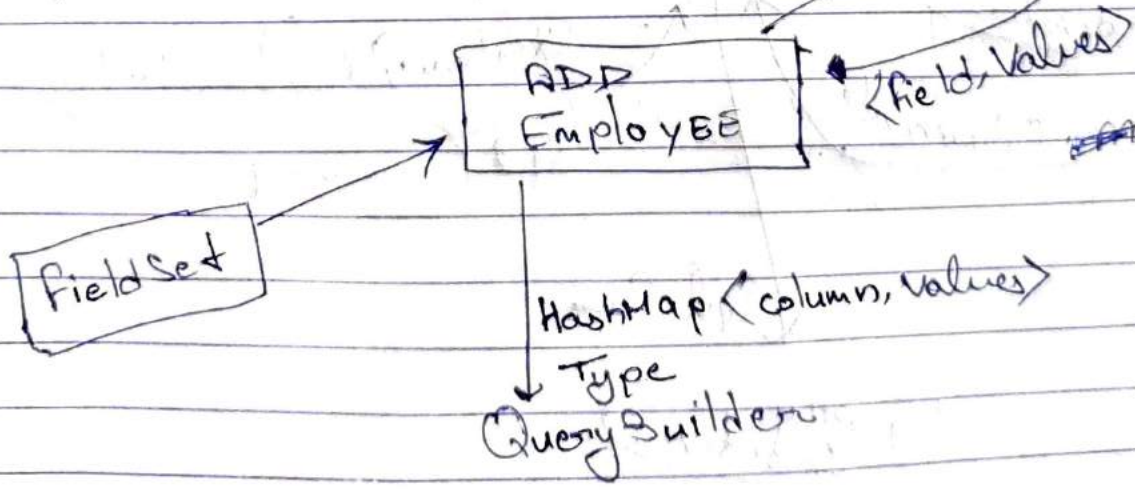 ADD
EmployEE
<field, Values>
fieldSet
HashMap <column, values>
Type
QueryBuilder